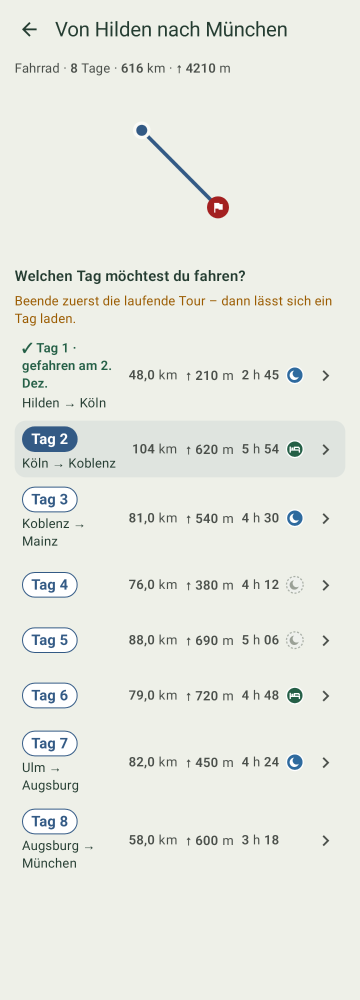 Von Hilden nach München
Fahrrad · 8 Tage · 616 km · ↑ 4210 m
Welchen Tag möchtest du fahren?
Beende zuerst die laufende Tour – dann lässt sich ein
Tag laden.
✓ Tag 1 ·
gefahren am 2.
Dez.
Hilden → Köln
48,0 km ↑ 210 m 2 h 45
Tag 2
Köln → Koblenz
104 km ↑ 620 m 5 h 54
Tag 3
Koblenz →
Mainz
81,0 km ↑ 540 m 4 h 30
Tag 4
76,0 km ↑ 380 m 4 h 12
Tag 5
88,0 km ↑ 690 m 5 h 06
Tag 6
79,0 km ↑ 720 m 4 h 48
Tag 7
Ulm →
Augsburg
82,0 km ↑ 450 m 4 h 24
Tag 8
Augsburg →
München
58,0 km ↑ 600 m 3 h 18